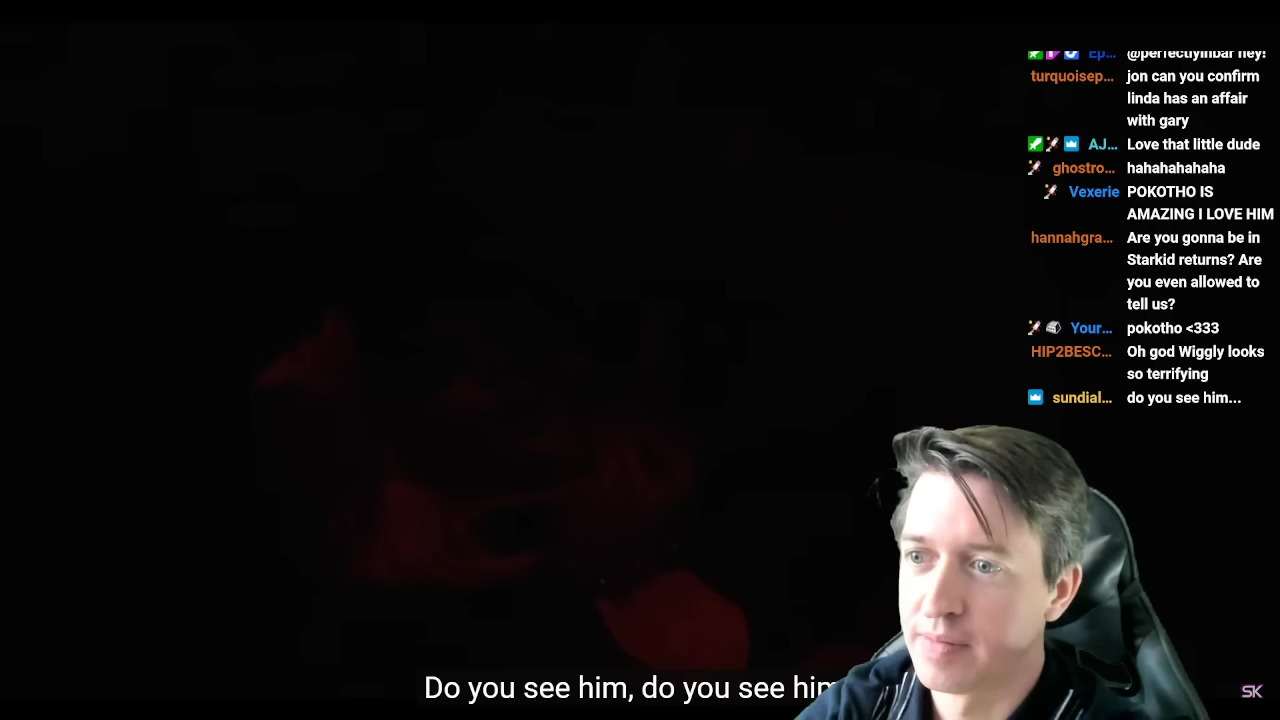 Ep... @perfectlyinbar hey!
turquoisep... jon can you confirm
linda has an affair
with gary
AJ... Love that little dude
ghostro... hahahahahaha
Vexerie POKOTHO IS
AMAZING I LOVE HIM
hannahgra... Are you gonna be in
Starkid returns? Are
you even allowed to
tell us?
Your... pokotho <333
HIP2BESC... Oh god Wiggly looks
so terrifying
sundial... do you see him...
Do you see him, do you see him
SK